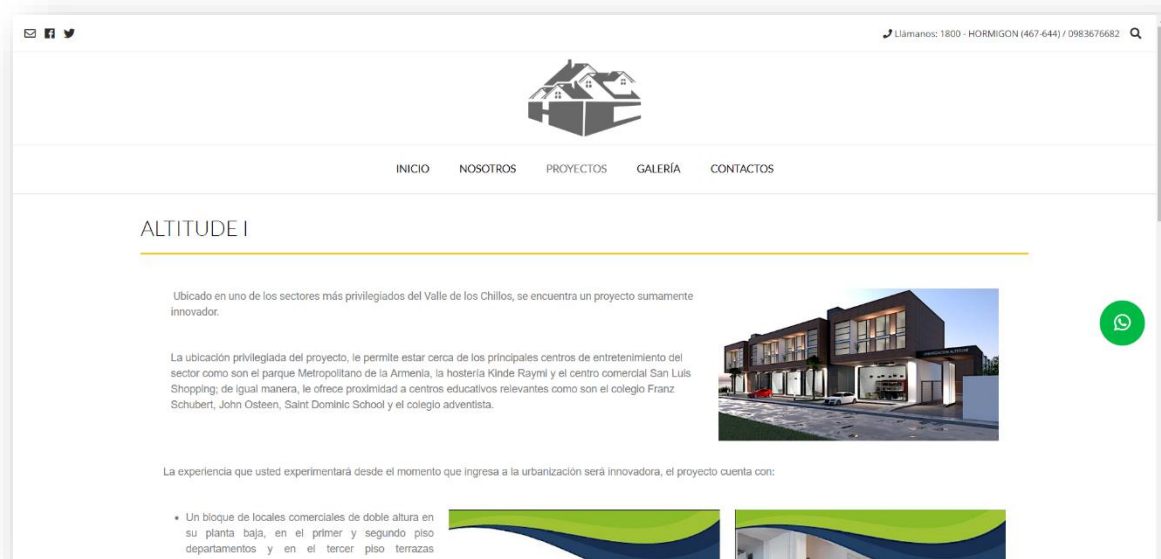 Llámanos: 1800 - HORMIGON (467-644) / 0983676682
INICIO NOSOTROS PROYECTOS GALERÍA CONTACTOS
ALTITUDE I
Ubicado en uno de los sectores más privilegiados del Valle de los Chillos, se encuentra un proyecto sumamente
innovador.
La ubicación privilegiada del proyecto, le permite estar cerca de los principales centros de entretenimiento del
sector como son el parque Metropolitano de la Armenia, la hostería Kinde Raymi y el centro comercial San Luis
Shopping; de igual manera, le ofrece proximidad a centros educativos relevantes como son el colegio Franz
Schubert, John Osteen, Saint Dominic School y el colegio adventista.
La experiencia que usted experimentará desde el momento que ingresa a la urbanización será innovadora, el proyecto cuenta con:
• Un bloque de locales comerciales de doble altura en
su planta baja, en el primer y segundo piso
departamentos y en el tercer piso terrazas